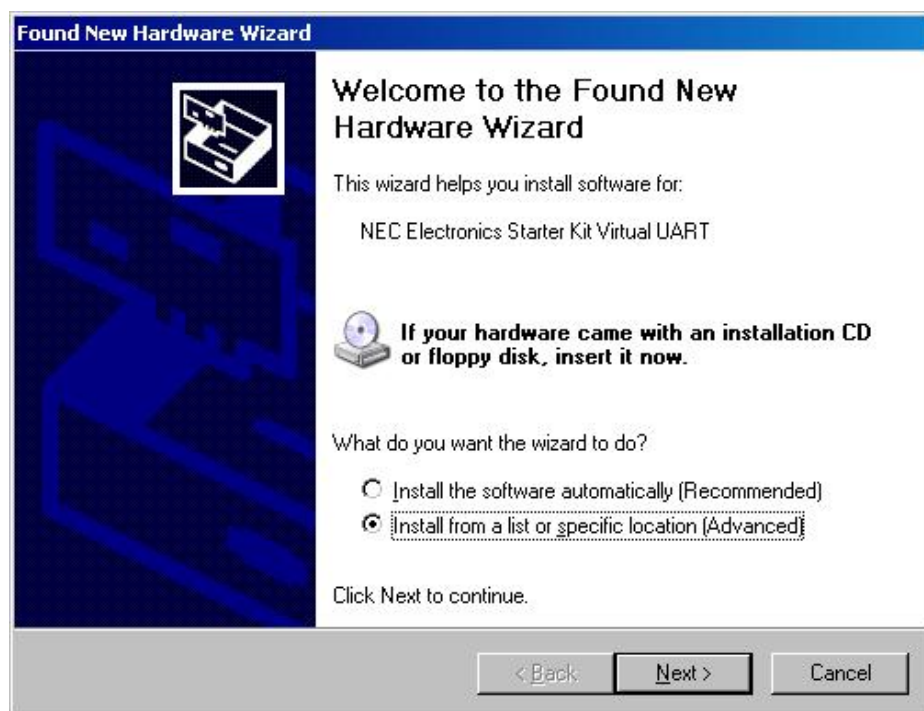 Found New Hardware Wizard
Welcome to the Found New
Hardware Wizard
This wizard helps you install software for:
NEC Electronics Starter Kit Virtual UART
If your hardware came with an installation CD
or floppy disk, insert it now.
What do you want the wizard to do?
Install the software automatically (Recommended)
Install from a list or specific location (Advanced)
Click Next to continue.
< Back
Next >
Cancel